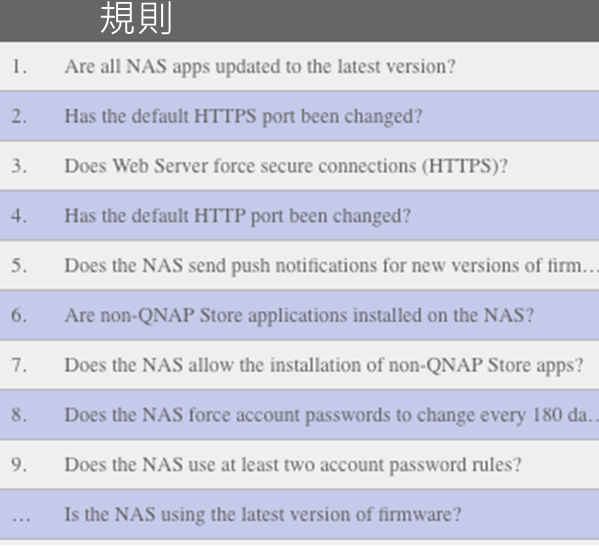 規則
1. Are all NAS apps updated to the latest version?
2. Has the default HTTPS port been changed?
3. Does Web Server force secure connections (HTTPS)?
4. Has the default HTTP port been changed?
5. Does the NAS send push notifications for new versions of firm…
6. Are non-QNAP Store applications installed on the NAS?
7. Does the NAS allow the installation of non-QNAP Store apps?
8. Does the NAS force account passwords to change every 180 da…
9. Does the NAS use at least two account password rules?
… Is the NAS using the latest version of firmware?